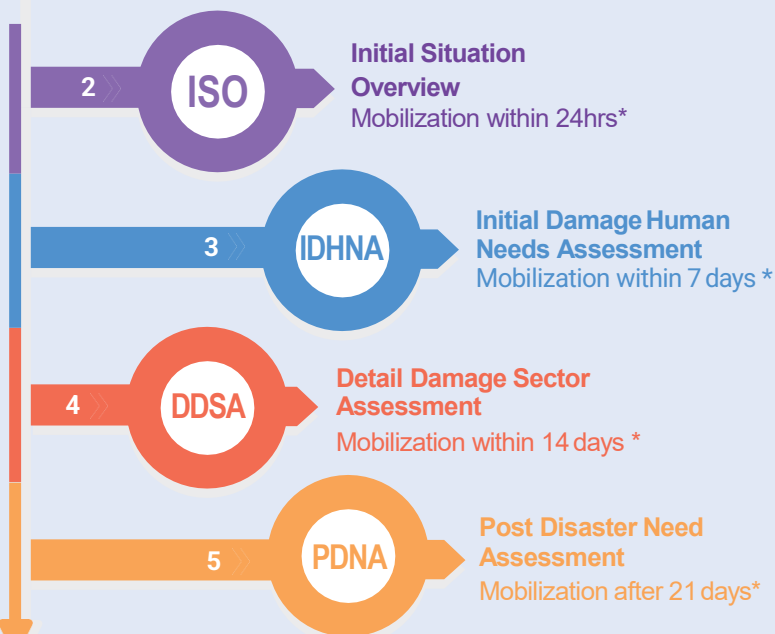 2
ISO
Initial Situation
Overview
Mobilization within 24hrs*
3
IDHNA
Initial Damage Human
Needs Assessment
Mobilization within 7 days *
4
DDSA
Detail Damage Sector
Assessment
Mobilization within 14 days *
5
PDNA
Post Disaster Need
Assessment
Mobilization after 21 days*